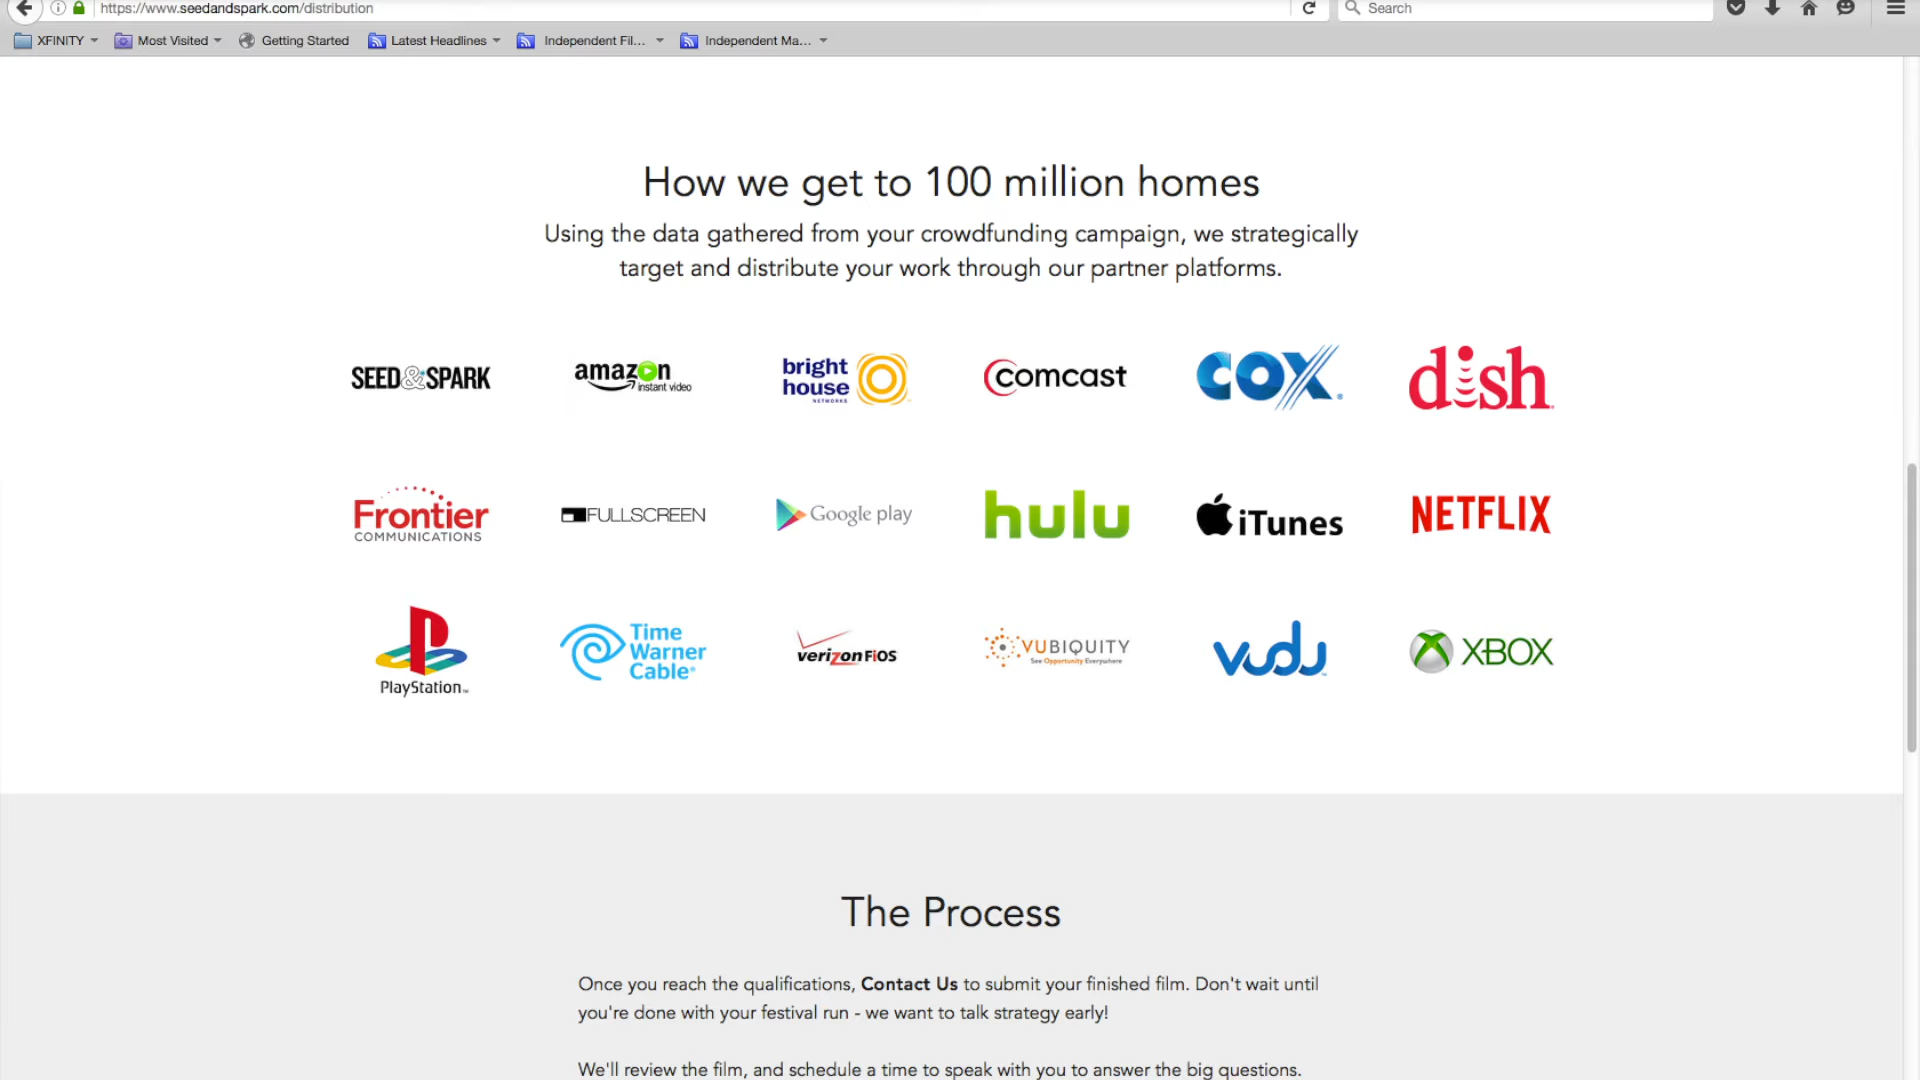 https://www.seedandspark.com/distribution
Search
XFINITY
Most Visited
Getting Started
Latest Headlines
Independent Fil...
Independent Ma...
How we get to 100 million homes
Using the data gathered from your crowdfunding campaign, we strategically
target and distribute your work through our partner platforms.
SEED&SPARK
amazon
instant video
bright
house
NETWORKS
comcast
COX
dish
Frontier
COMMUNICATIONS
FULLSCREEN
Google play
hulu
iTunes
NETFLIX
PlayStation
Time
Warner
Cable
verizon FiOS
VUBIQUITY
See Opportunity Everywhere
vudu
XBOX
The Process
Once you reach the qualifications, Contact Us to submit your finished film. Don't wait until
you're done with your festival run - we want to talk strategy early!
We'll review the film, and schedule a time to speak with you to answer the big questions.